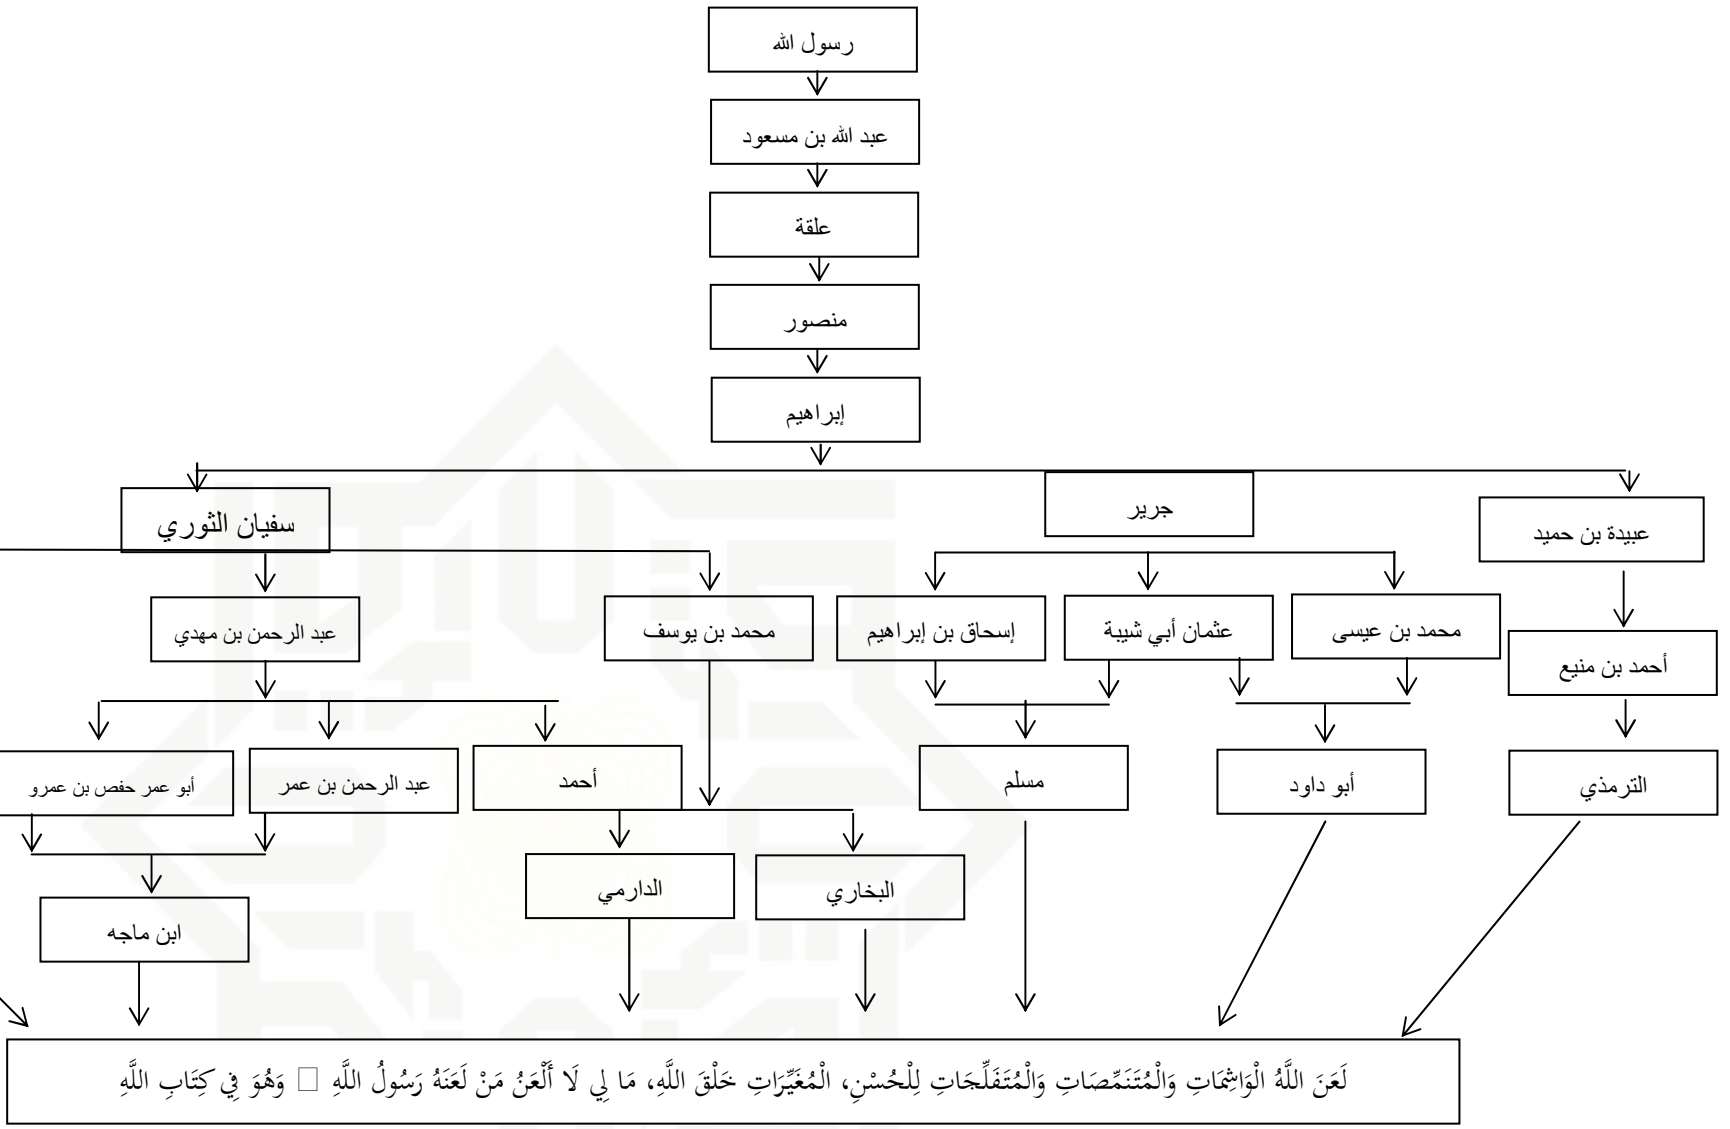 رسول الله
عبد الله بن مسعود
علقة
منصور
إبراهيم
عبيدة بن حميد
جرير
سفيان الثوري
أحمد بن منيع
محمد بن عيسى
عثمان أبي شيبة
إسحاق بن إبراهيم
محمد بن يوسف
عبد الرحمن بن مهدي
الترمذي
أبو داود
مسلم
أحمد
عبد الرحمن بن عمر
أبو عمر حفص بن عمرو
البخاري
الدارمي
ابن ماجه
لَعَنَ اللَّهُ الْوَاشِمَاتِ وَالْمُتَنَمِّصَاتِ وَالْمُتَفَلِّجَاتِ لِلْحُسْنِ، الْمُغَيِّرَاتِ خَلْقَ اللَّهِ، مَا لِي لَا أَلْعَنُ مَنْ لَعَنَهُ رَسُولُ اللَّهِ □ وَهُوَ فِي كِتَابِ اللَّهِ